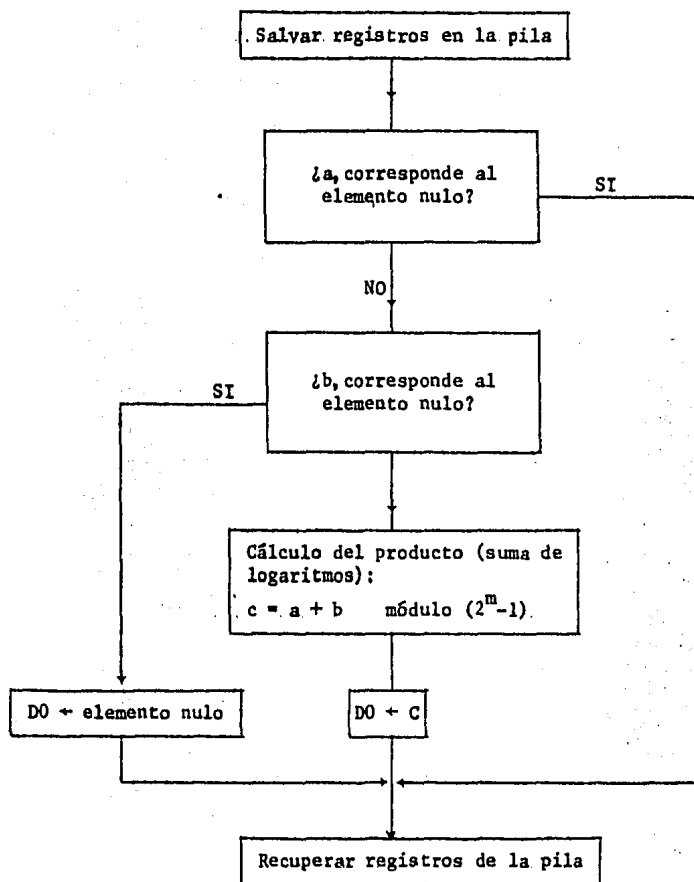 Salvar registros en la pila
¿a, corresponde al
elemento nulo?
SI
NO
¿b, corresponde al
elemento nulo?
SI
Cálculo del producto (suma de
logaritmos):
c = a + b    módulo (2^m-1)
D0 ← elemento nulo
D0 ← C
Recuperar registros de la pila